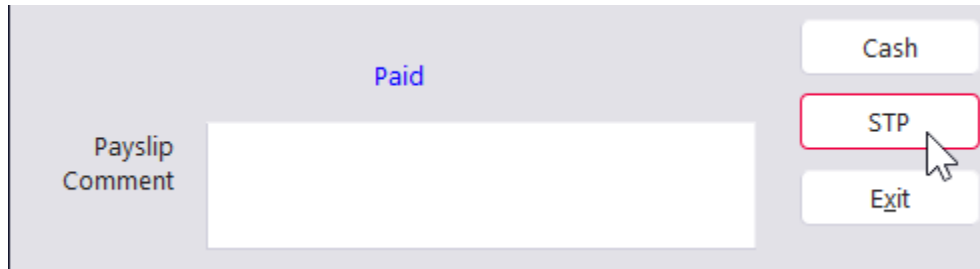 Cash
Paid
STP
Payslip
Comment
Exit